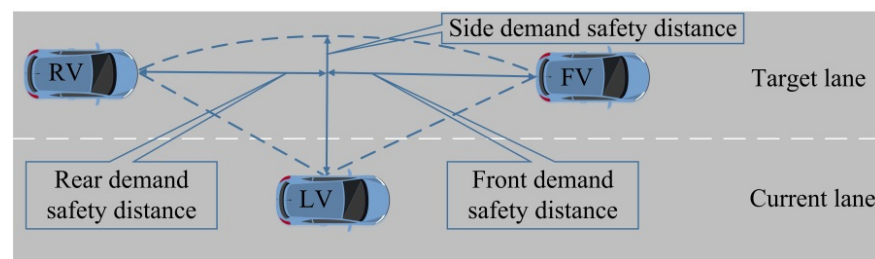 Side demand safety distance
RV
FV
Target lane
Rear demand
safety distance
LV
Front demand
safety distance
Current lane